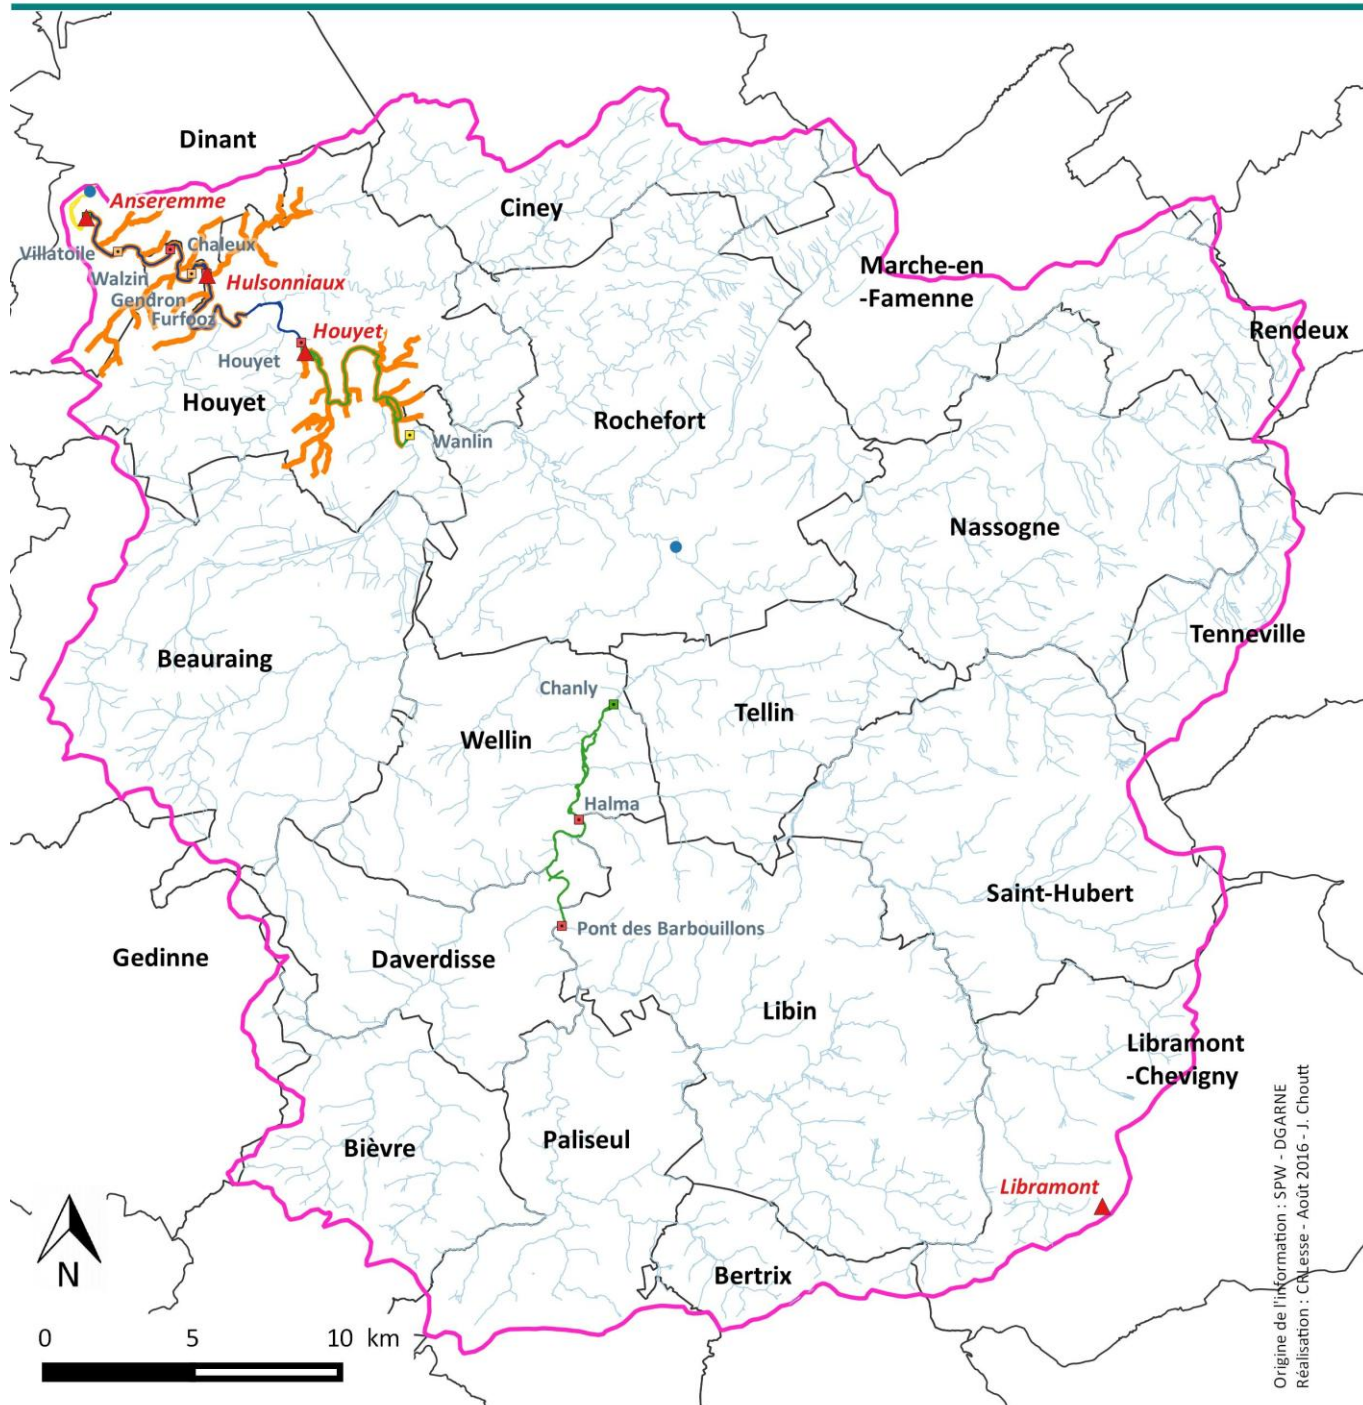 Dinant
Ciney
Anseremme
Villatoile
Chaleux
Walzin
Hulsonniaux
Gendron
Furfooz
Marche-en
-Famenne
Rendeux
Houyet
Houyet
Houyet
Rochefort
Wanlin
Nassogne
Tenneville
Beauraing
Chanly
Tellin
Wellin
Halma
Saint-Hubert
Pont des Barbouillons
Gedinne
Daverdisse
Libin
Libramont
-Chevigny
Bièvre
Paliseul
Libramont
Bertrix
N
0 5 10 km
Origine de l'information : SPW - DGARNE
Réalisation : CRLesse - Août 2016 - J. Choutt